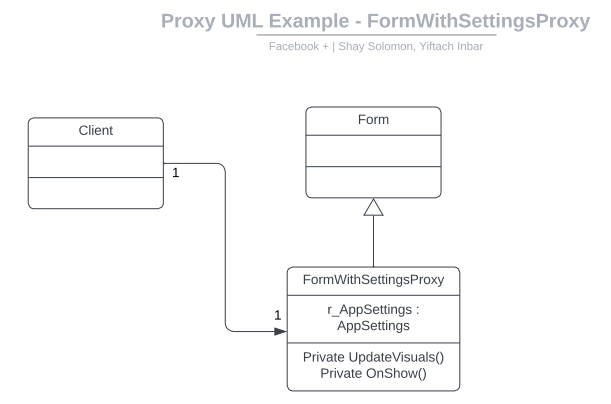 Proxy UML Example - FormWithSettingsProxy
Facebook + | Shay Solomon, Yiftach Inbar
Client
Form
1
FormWithSettingsProxy
1
r_AppSettings :
AppSettings
Private UpdateVisuals()
Private OnShow()